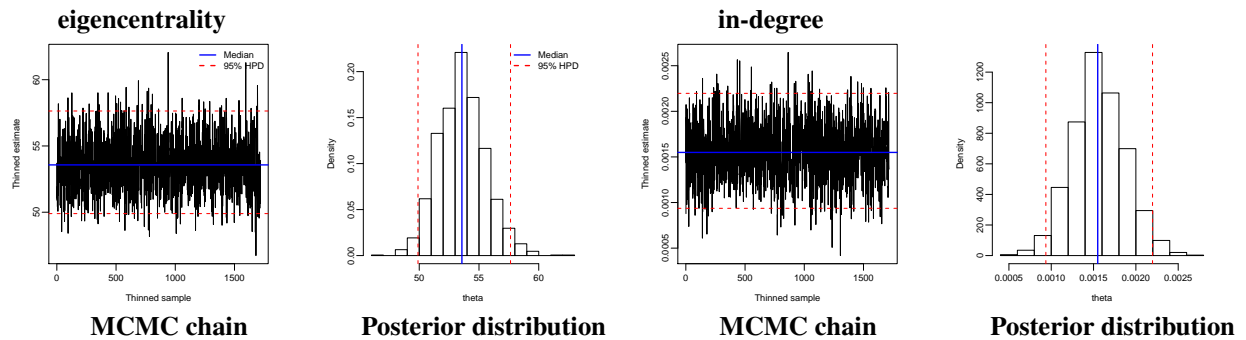 eigencentrality
in-degree
Median
95% HPD
Thinned estimate
60
55
50
0
500
1000
1500
Thinned sample
MCMC chain
Median
95% HPD
Density
0.20
0.15
0.10
0.05
0.00
50
55
60
theta
Posterior distribution
Median
95% HPD
Thinned estimate
0.0025
0.0020
0.0015
0.0010
0.0005
0
500
1000
1500
Thinned sample
MCMC chain
Density
1200
1000
800
600
400
200
0
0.0005
0.0010
0.0015
0.0020
0.0025
theta
Posterior distribution